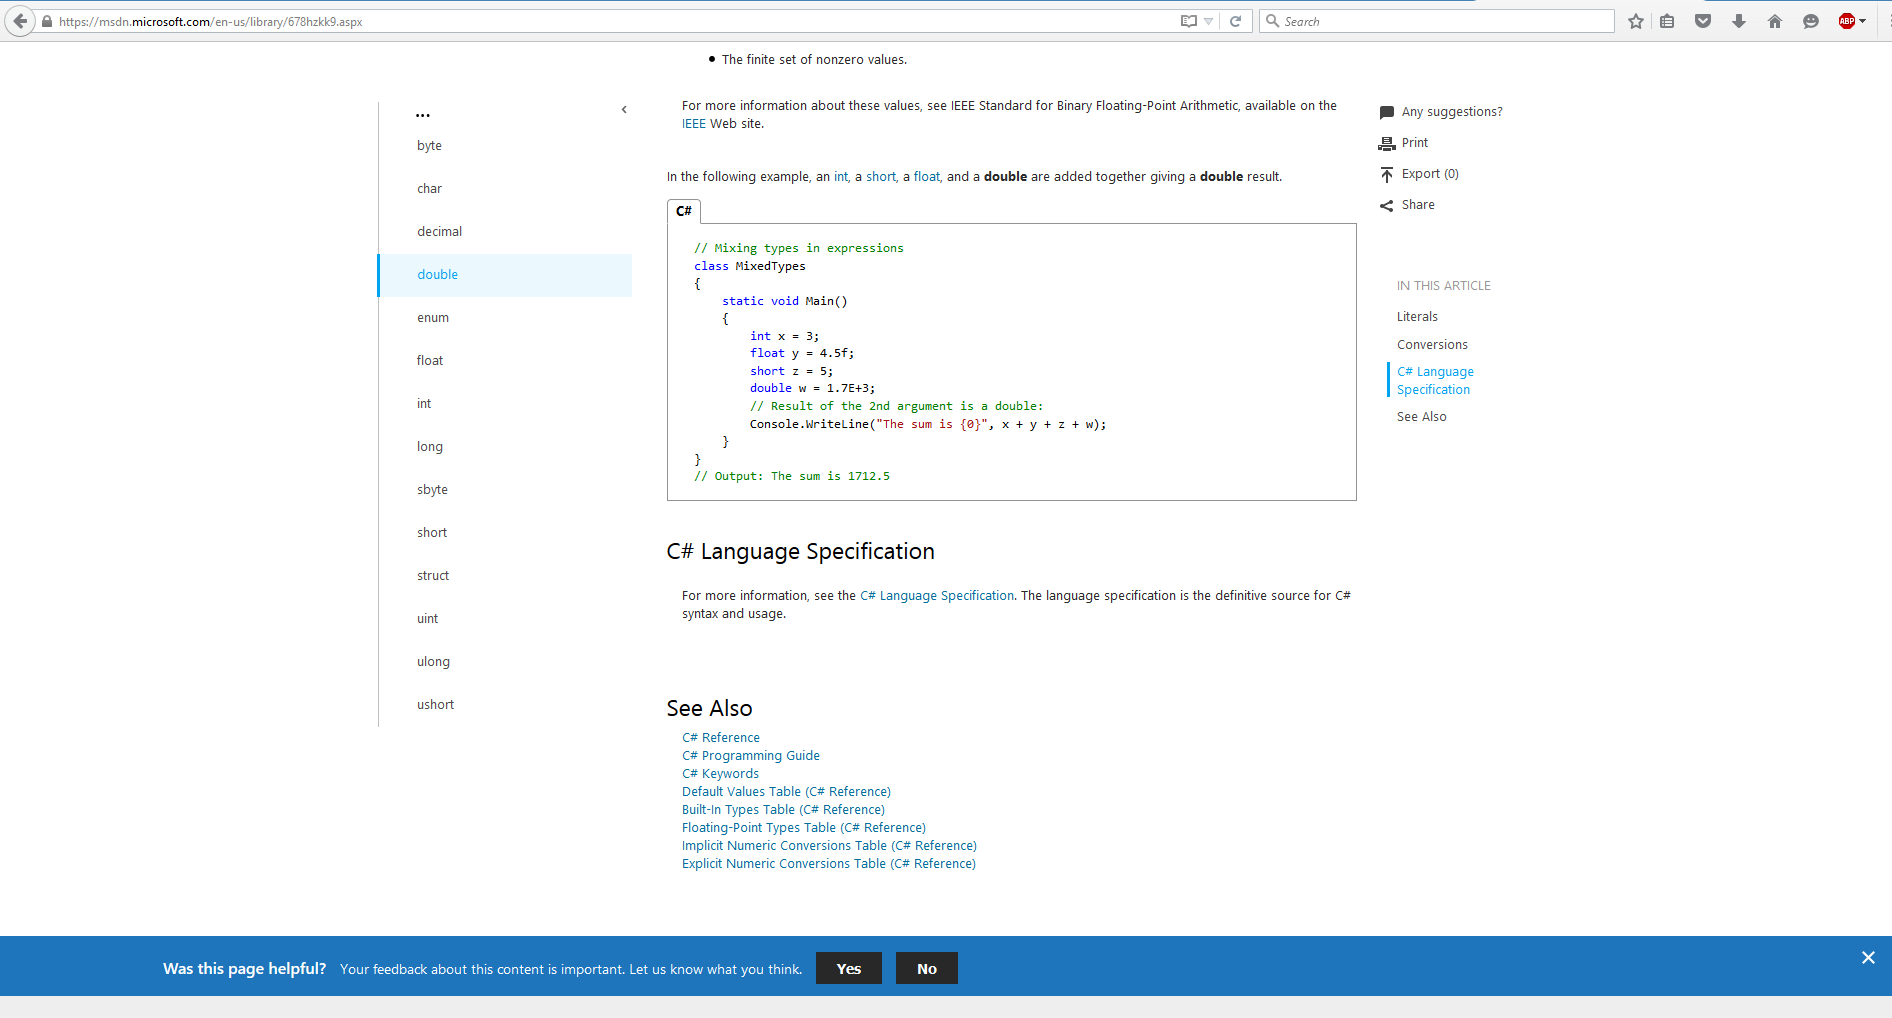 https://msdn.microsoft.com/en-us/library/678hzkk9.aspx
Search
ABP
The finite set of nonzero values.
For more information about these values, see IEEE Standard for Binary Floating-Point Arithmetic, available on the
IEEE Web site.
In the following example, an int, a short, a float, and a double are added together giving a double result.
C#
// Mixing types in expressions
class MixedTypes
{
static void Main()
{
int x = 3;
float y = 4.5f;
short z = 5;
double w = 1.7E+3;
// Result of the 2nd argument is a double:
Console.WriteLine("The sum is {0}", x + y + z + w);
}
}
// Output: The sum is 1712.5
C# Language Specification
For more information, see the C# Language Specification. The language specification is the definitive source for C#
syntax and usage.
See Also
C# Reference
C# Programming Guide
C# Keywords
Default Values Table (C# Reference)
Built-In Types Table (C# Reference)
Floating-Point Types Table (C# Reference)
Implicit Numeric Conversions Table (C# Reference)
Explicit Numeric Conversions Table (C# Reference)
...
byte
char
decimal
double
enum
float
int
long
sbyte
short
struct
uint
ulong
ushort
Any suggestions?
Print
Export (0)
Share
IN THIS ARTICLE
Literals
Conversions
C# Language
Specification
See Also
Was this page helpful? Your feedback about this content is important. Let us know what you think. Yes No